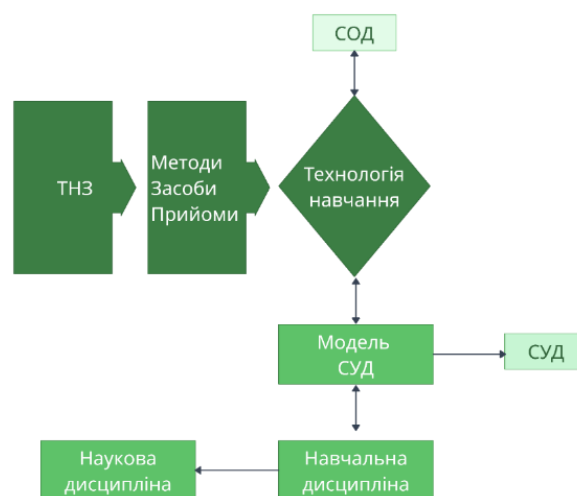 СОД
ТНЗ
Методи
Засоби
Прийоми
Технологія
навчання
Модель
СУД
СУД
Наукова
дисципліна
Навчальна
дисципліна